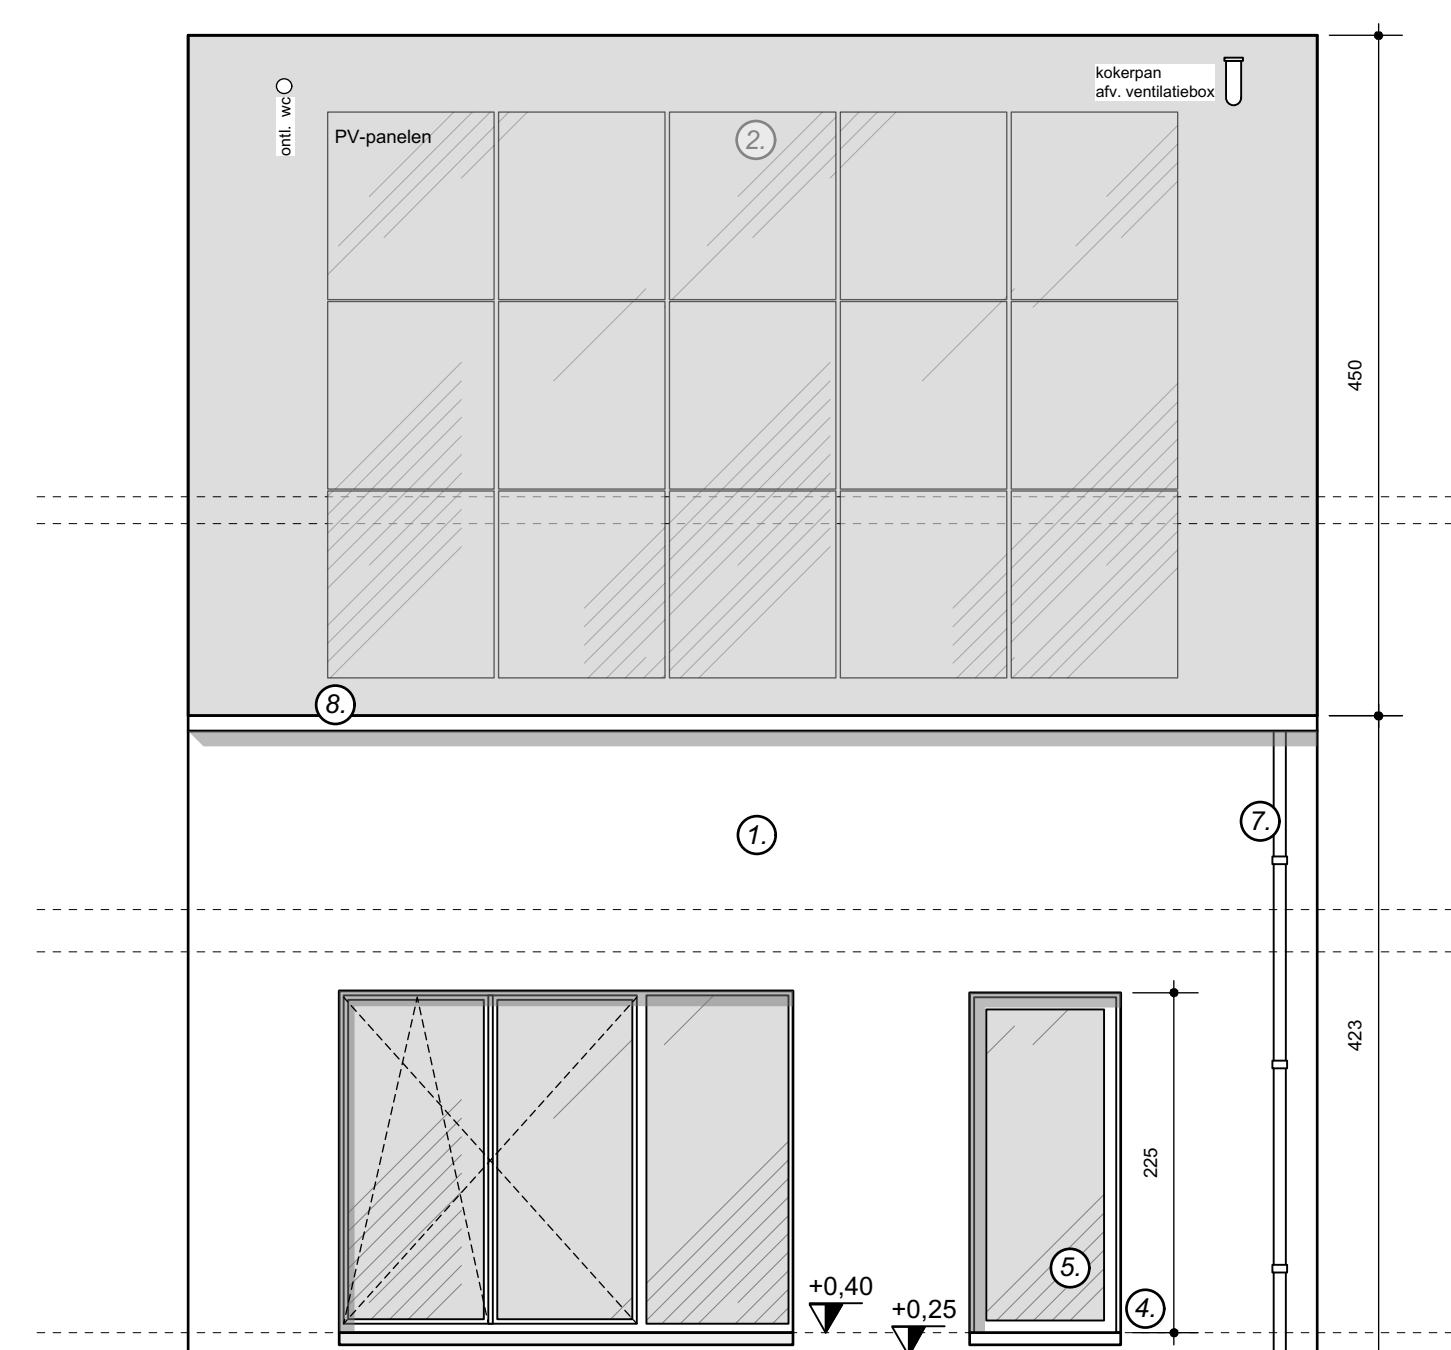 kokerpan
afv. ventilatiebox
ontl. wc
PV-panelen
2.
450
8.
1.
7.
423
225
5.
+0,40
+0,25
4.